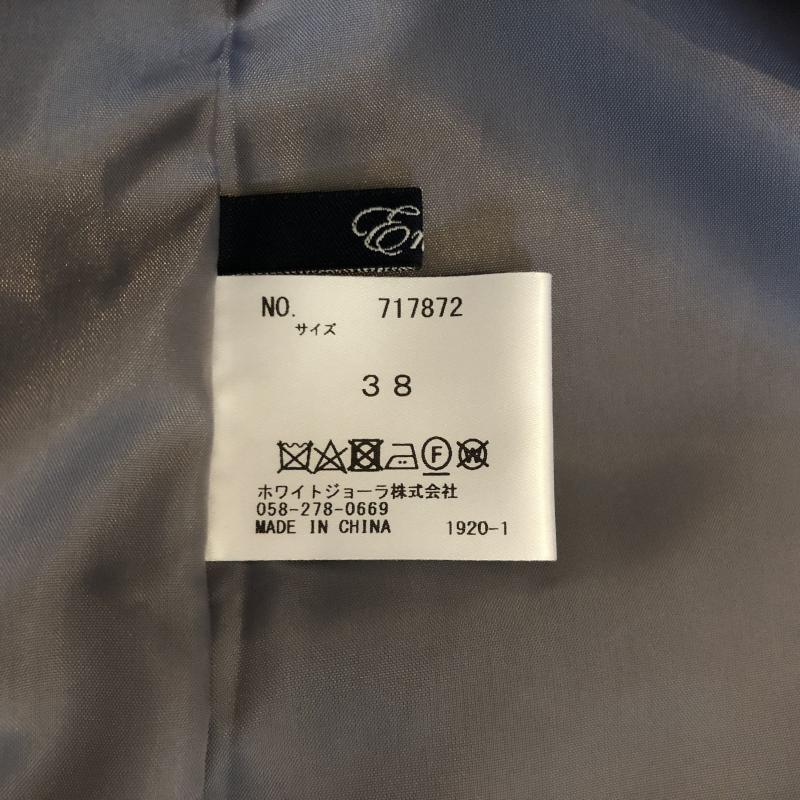 NO. 717872
サイズ
38
F W
ホワイトジョーラ株式会社
058-278-0669
MADE IN CHINA 1920-1